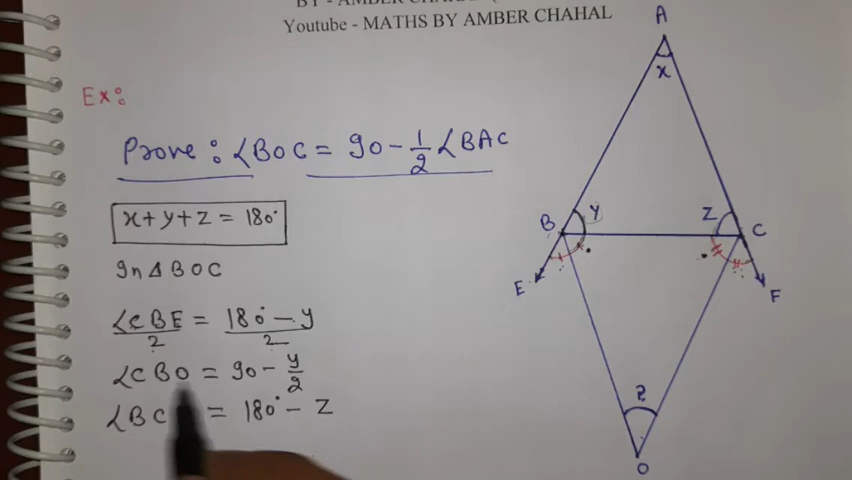 Youtube - MATHS BY AMBER CHAHAL
Ex:
Prove : ∠BOC = 90 - 1/2 ∠BAC
x + y + z = 180°
In Δ BOC
∠CBE/2 = 180° - y/2
∠CBO = 90 - y/2
∠BC = 180° - z
A
x
B
y
z
C
E
F
?
O